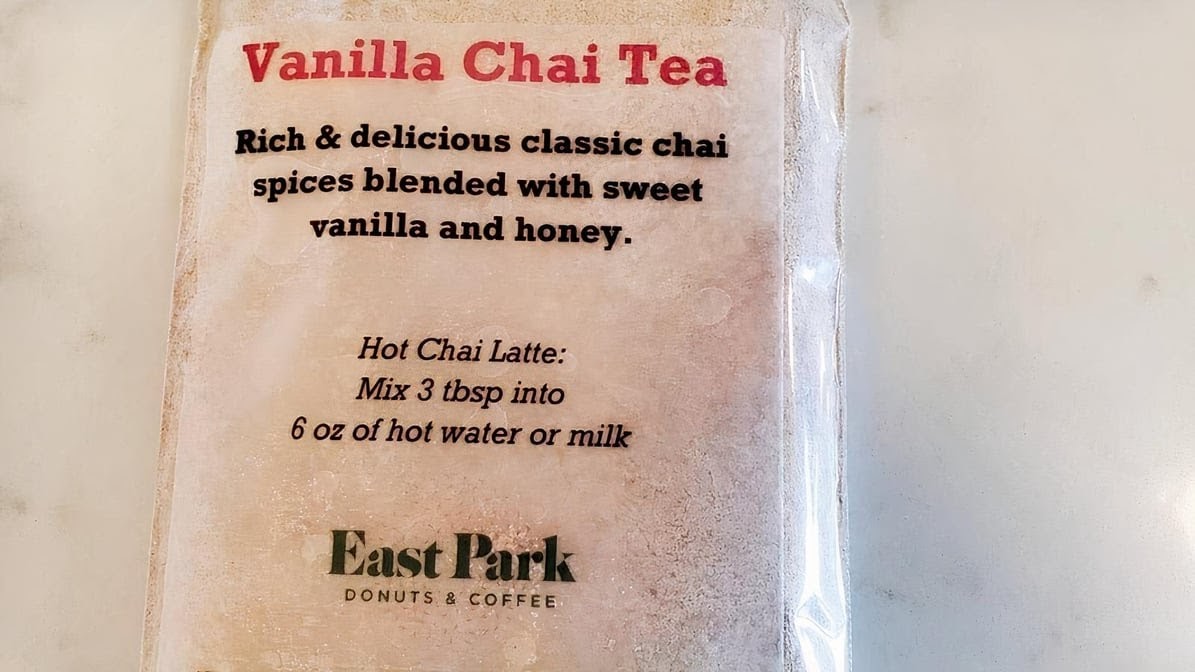 Vanilla Chai Tea
Rich & delicious classic chai
spices blended with sweet
vanilla and honey.
Hot Chai Latte:
Mix 3 tbsp into
6 oz of hot water or milk
East Park
DONUTS & COFFEE